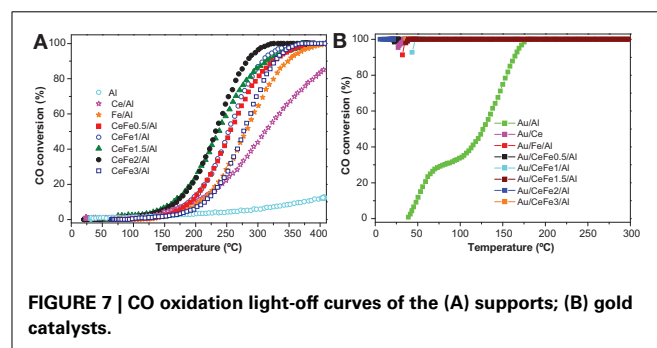 A
CO conversion (%)
100
80
60
40
20
0
Al
Ce/Al
Fe/Al
CeFe0.5/Al
CeFe1/Al
CeFe1.5/Al
CeFe2/Al
CeFe3/Al
0 50 100 150 200 250 300 350 400
Temperature (ºC)
B
CO conversion (%)
100
80
60
40
20
0
Au/Al
Au/Ce
Au/Fe/Al
Au/CeFe0.5/Al
Au/CeFe1/Al
Au/CeFe1.5/Al
Au/CeFe2/Al
Au/CeFe3/Al
0 50 100 150 200 250 300
Temperature (ºC)
FIGURE 7 | CO oxidation light-off curves of the (A) supports; (B) gold
catalysts.